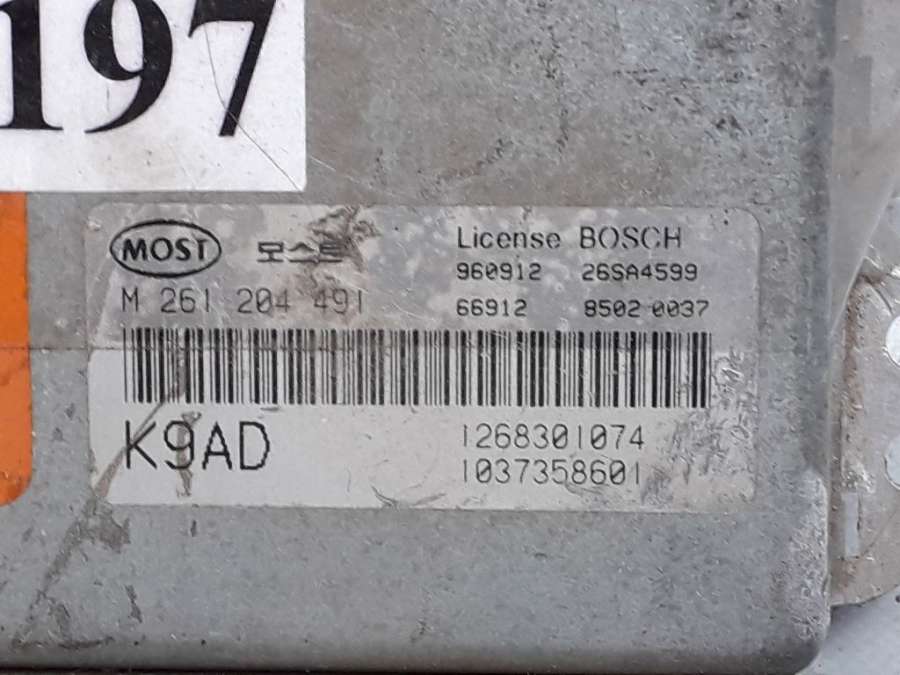 197
MOST 모스트 License BOSCH
960912 26SA4599
M 261 204 491 66912 8502 0037
K9AD 1268301074
1037358601